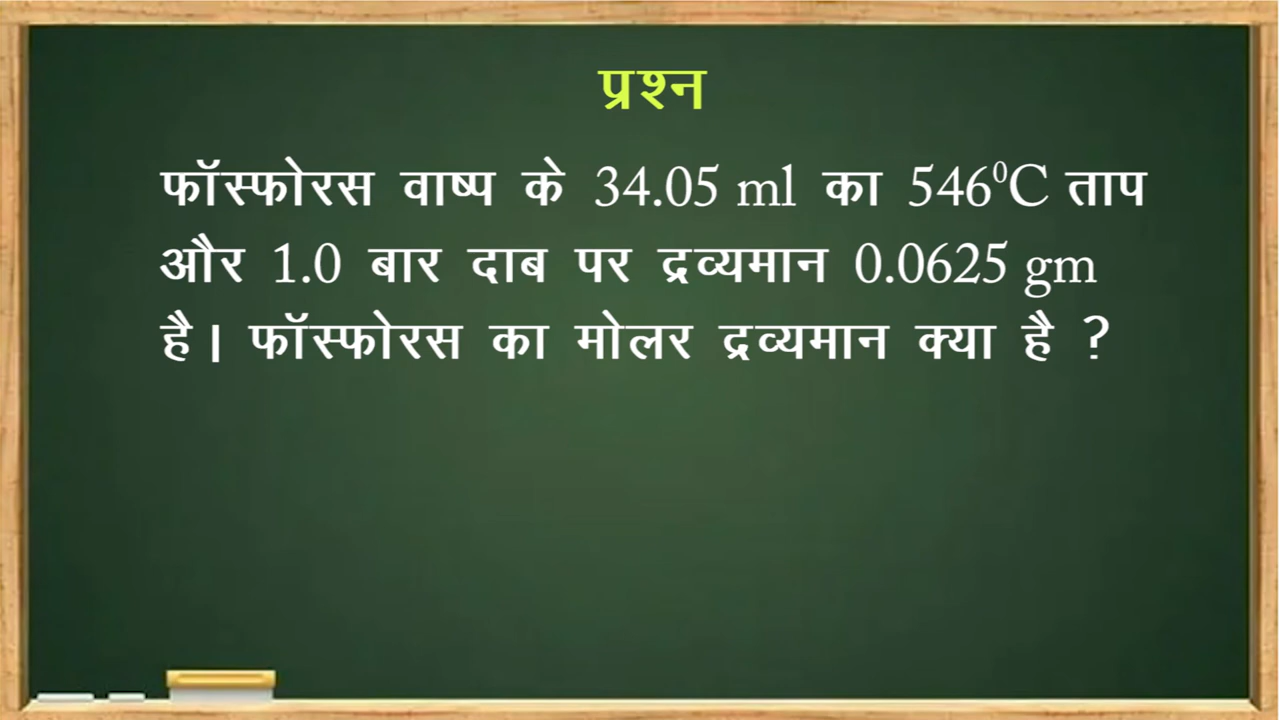 प्रश्न
फॉस्फोरस वाष्प के 34.05 ml का 546⁰C ताप
और 1.0 बार दाब पर द्रव्यमान 0.0625 gm
है। फॉस्फोरस का मोलर द्रव्यमान क्या है ?